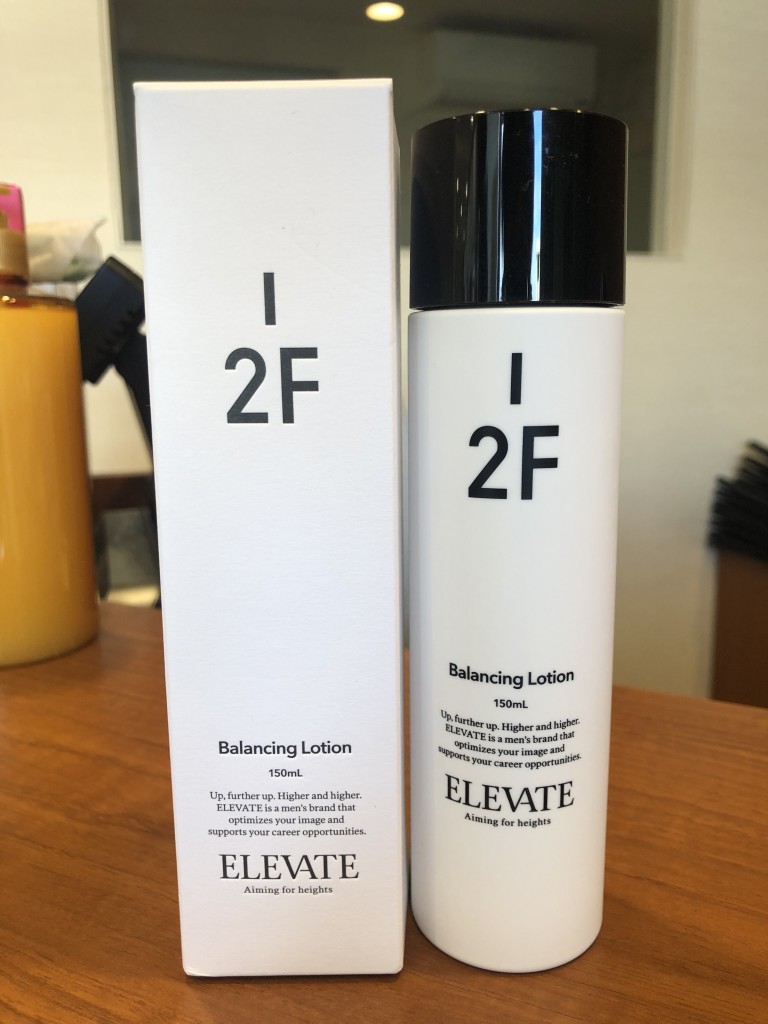 I
2F
Balancing Lotion
150mL
Up, further up. Higher and higher.
ELEVATE is a men's brand that
optimizes your image and
supports your career opportunities.
ELEVATE
Aiming for heights
I
2F
Balancing Lotion
150mL
Up, further up. Higher and higher.
ELEVATE is a men's brand that
optimizes your image and
supports your career opportunities.
ELEVATE
Aiming for heights